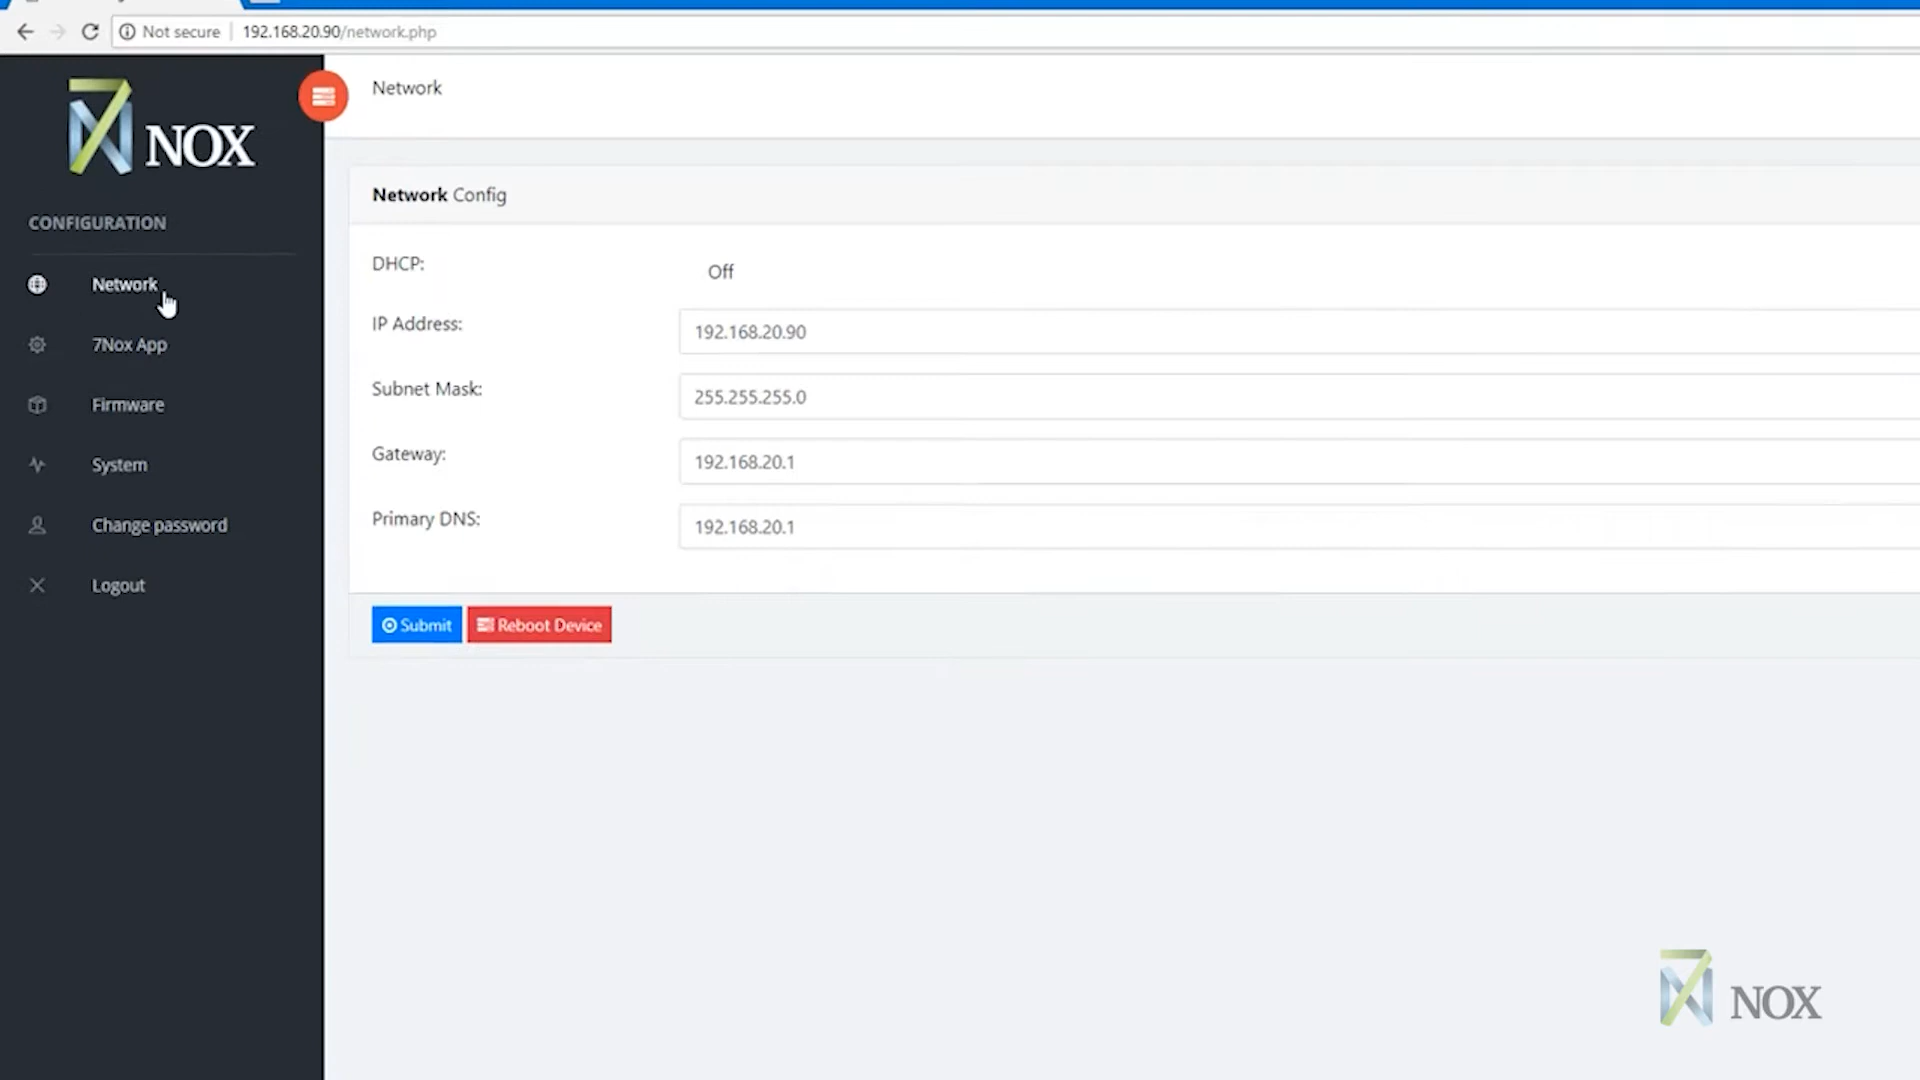 Not secure | 192.168.20.90/network.php
7 NOX
Network
Network Config
CONFIGURATION
Network
7Nox App
Firmware
System
Change password
Logout
DHCP: Off
IP Address: 192.168.20.90
Subnet Mask: 255.255.255.0
Gateway: 192.168.20.1
Primary DNS: 192.168.20.1
Submit Reboot Device
7 NOX